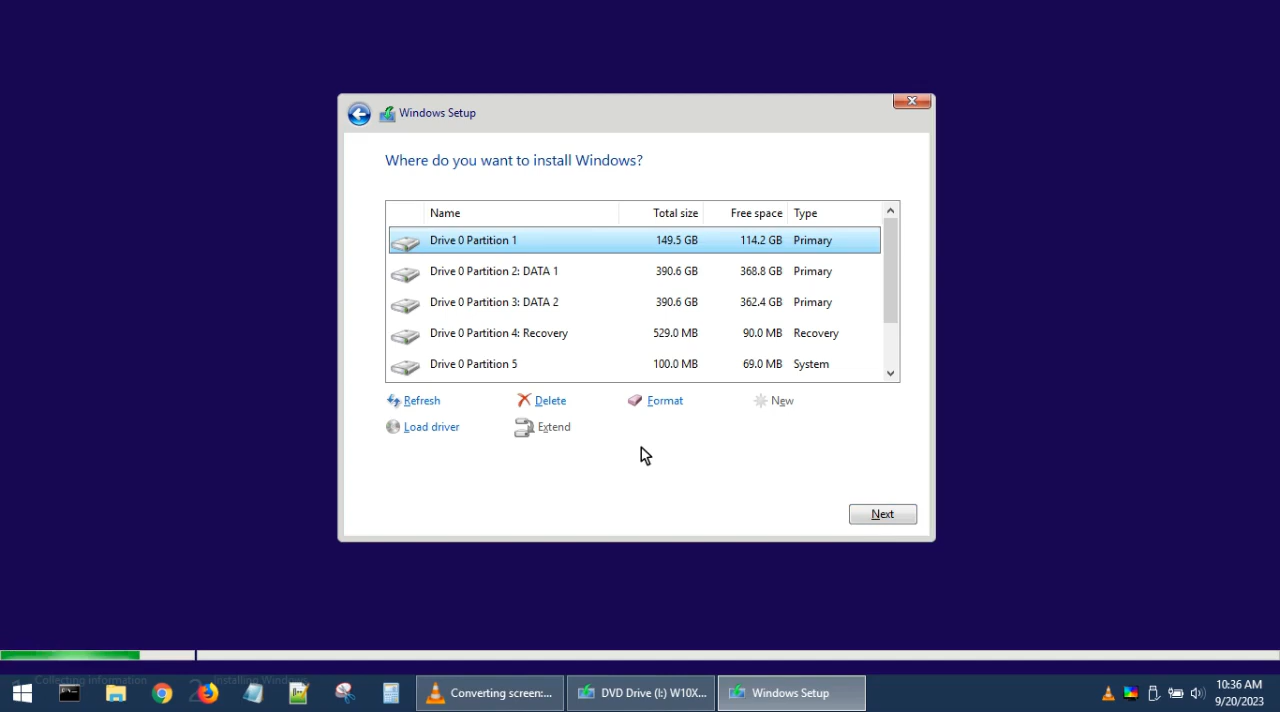 Windows Setup
Where do you want to install Windows?
Name Total size Free space Type
Drive 0 Partition 1 149.5 GB 114.2 GB Primary
Drive 0 Partition 2: DATA 1 390.6 GB 368.8 GB Primary
Drive 0 Partition 3: DATA 2 390.6 GB 362.4 GB Primary
Drive 0 Partition 4: Recovery 529.0 MB 90.0 MB Recovery
Drive 0 Partition 5 100.0 MB 69.0 MB System
Refresh Delete Format New
Load driver Extend
Next
Collecting information 2 Installing Windows
Converting screen:... DVD Drive (I:) W10X... Windows Setup
10:36 AM
9/20/2023